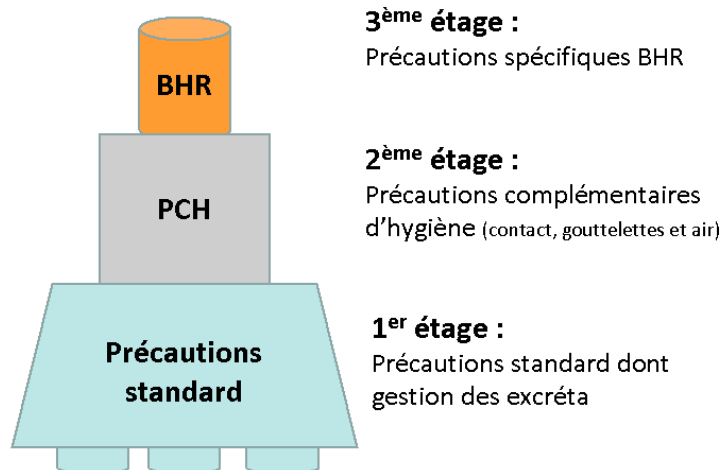 BHR
3ème étage :
Précautions spécifiques BHR
PCH
2ème étage :
Précautions complémentaires
d'hygiène (contact, gouttelettes et air)
Précautions
standard
1er étage :
Précautions standard dont
gestion des excréta